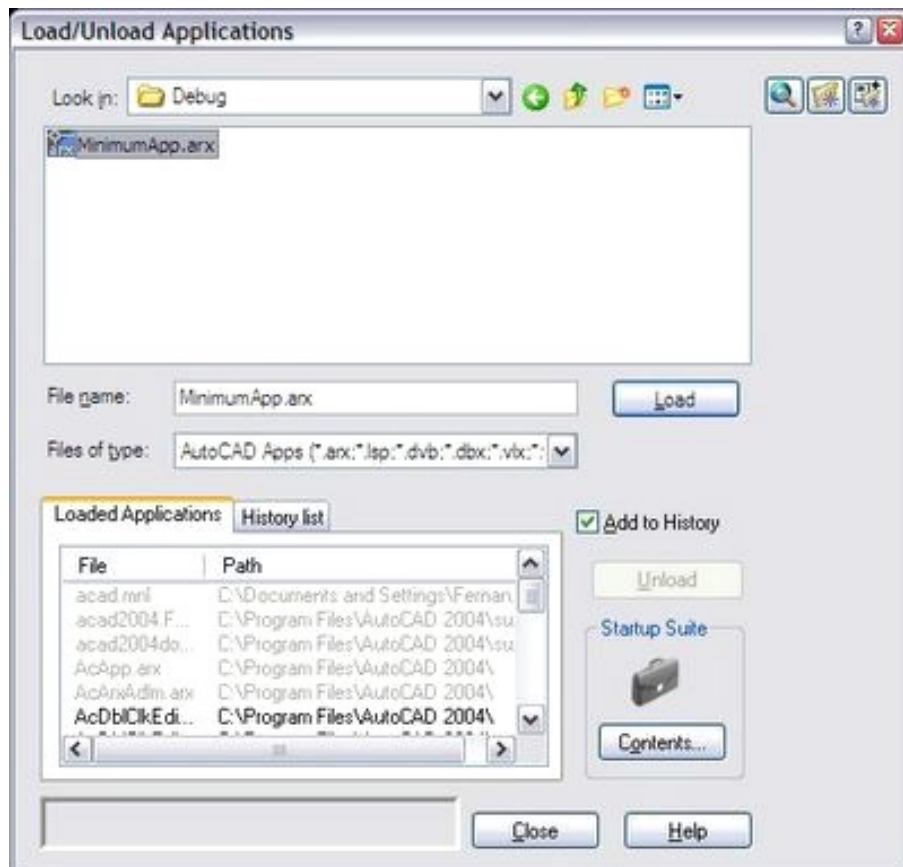 Load/Unload Applications
Look in: Debug
MinimumApp.arx
File name: MinimumApp.arx Load
Files of type: AutoCAD Apps (*.arx;*.lsp;*.dvb;*.dbx;*.vlx;*.
Loaded Applications History list Add to History
File Path
acad.mnl C:\Documents and Settings\Fernan. Unload
acad2004.F... C:\Program Files\AutoCAD 2004\su
acad2004do... C:\Program Files\AutoCAD 2004\su Startup Suite
AcApp.arx C:\Program Files\AutoCAD 2004\
AcArxAdlm.arx C:\Program Files\AutoCAD 2004\
AcDblClkEdi... C:\Program Files\AutoCAD 2004\
Contents...
Close Help